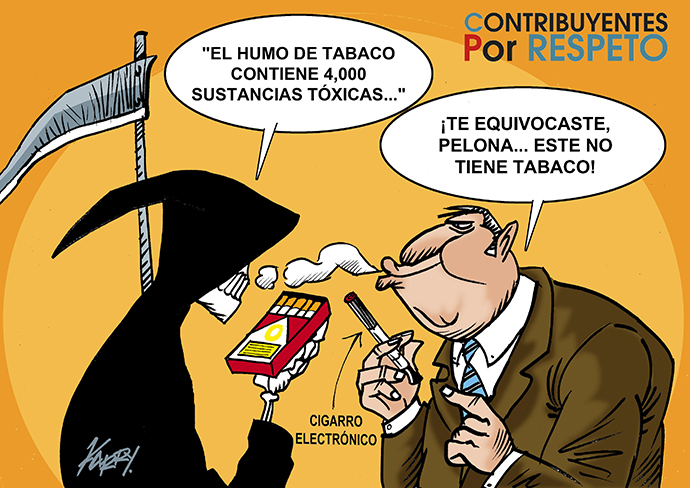 CONTRIBUYENTES
Por RESPETO
"EL HUMO DE TABACO
CONTIENE 4,000
SUSTANCIAS TÓXICAS..."
¡TE EQUIVOCASTE,
PELONA... ESTE NO
TIENE TABACO!
CIGARRO
ELECTRÓNICO